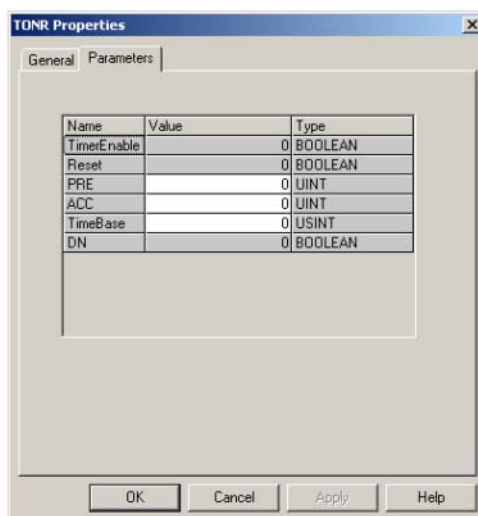 TONR Properties
General Parameters
Name Value Type
TimerEnable 0 BOOLEAN
Reset 0 BOOLEAN
PRE 0 UINT
ACC 0 UINT
TimeBase 0 USINT
DN 0 BOOLEAN
OK Cancel Apply Help